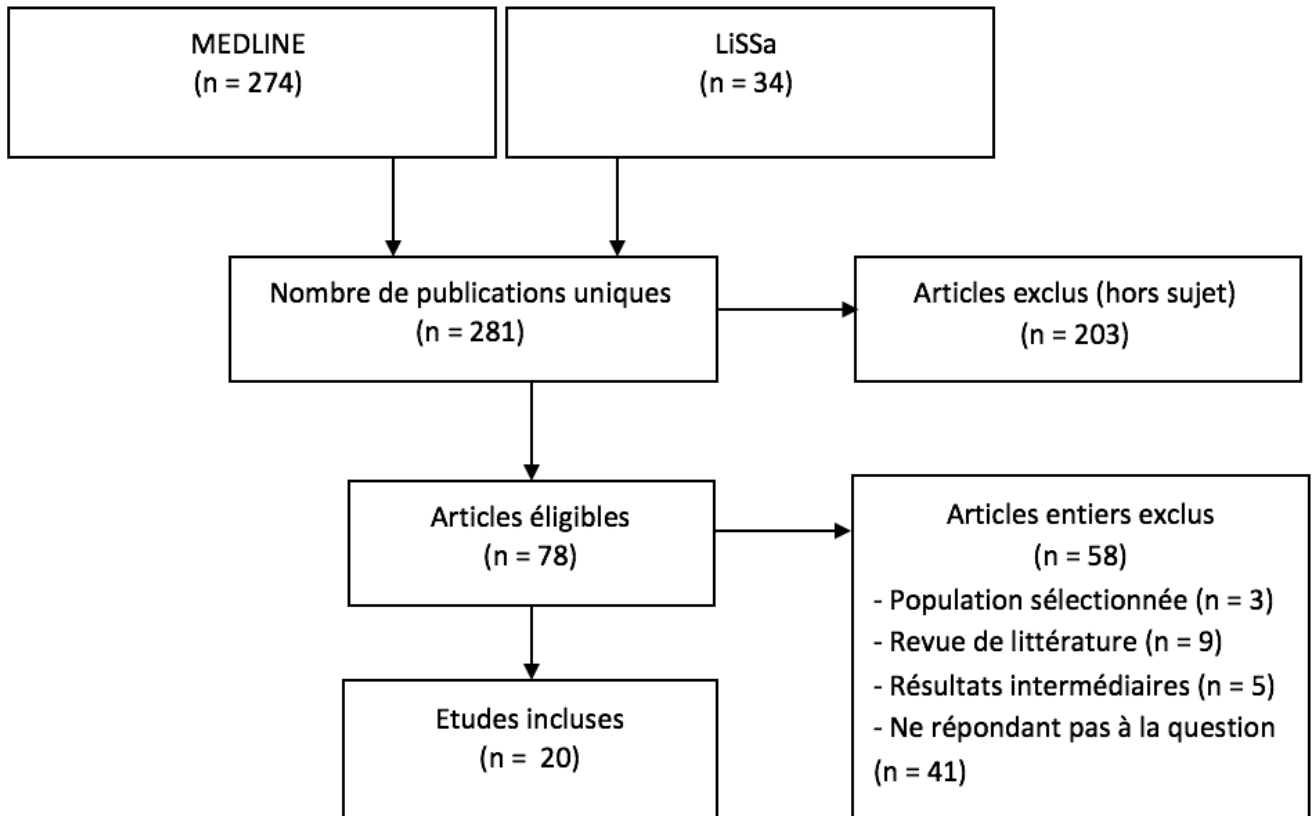 MEDLINE
(n = 274)
LiSSa
(n = 34)
Nombre de publications uniques
(n = 281)
Articles exclus (hors sujet)
(n = 203)
Articles éligibles
(n = 78)
Articles entiers exclus
(n = 58)
- Population sélectionnée (n = 3)
- Revue de littérature (n = 9)
- Résultats intermédiaires (n = 5)
- Ne répondant pas à la question
(n = 41)
Etudes incluses
(n =  20)